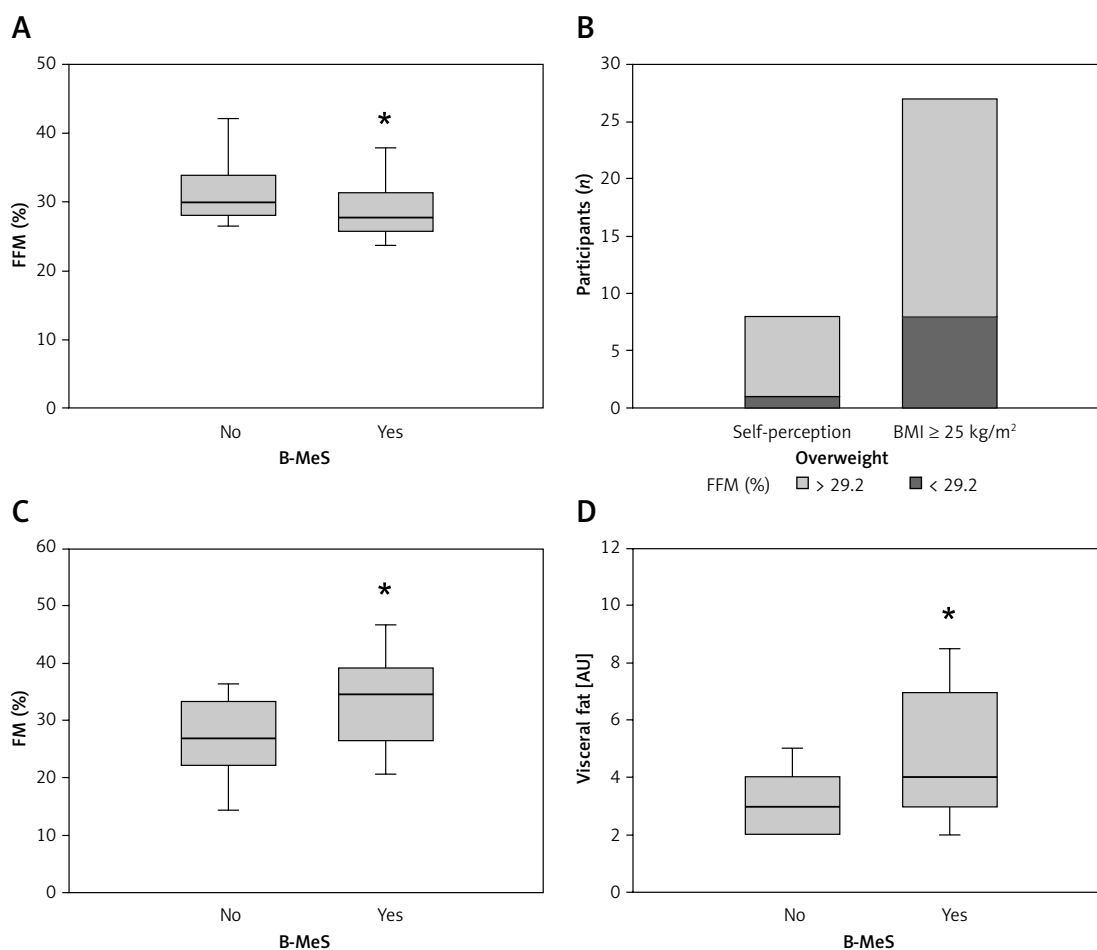 A
50
40
30
20
10
0
FFM (%)
*
No Yes
B-MeS
B
30
25
20
15
10
5
0
Participants (n)
Self-perception BMI ≥ 25 kg/m²
Overweight
FFM (%) > 29.2 < 29.2
C
60
50
40
30
20
10
0
FM (%)
*
No Yes
B-MeS
D
12
10
8
6
4
2
0
Visceral fat [AU]
*
No Yes
B-MeS